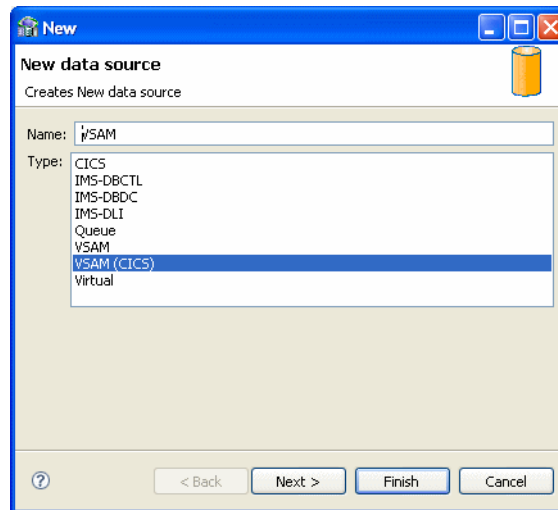 New
New data source
Creates New data source
Name: VSAM
Type: CICS
IMS-DBCTL
IMS-DBDC
IMS-DLI
Queue
VSAM
VSAM (CICS)
Virtual
? < Back Next > Finish Cancel